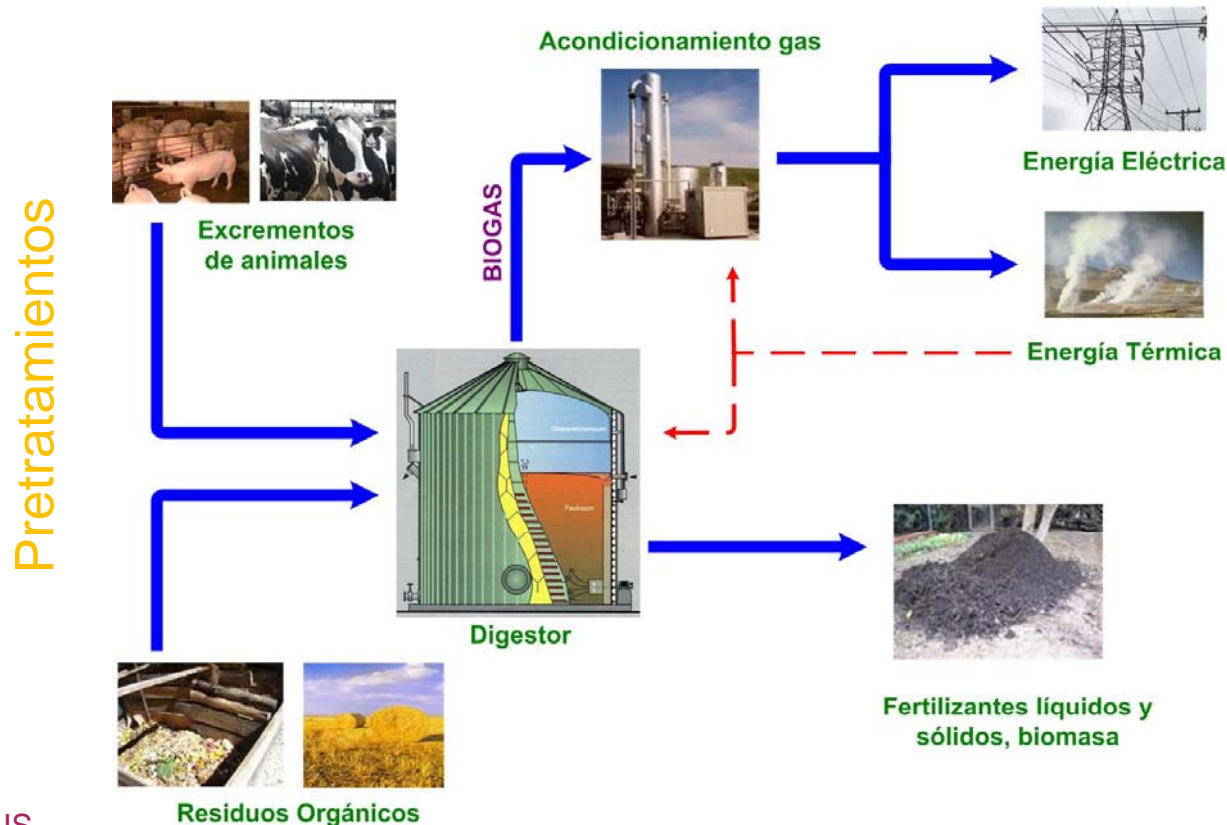 Pretratamientos
Acondicionamiento gas
Energía Eléctrica
Excrementos
de animales
BIOGAS
Energía Térmica
Digestor
Fertilizantes líquidos y
sólidos, biomasa
Residuos Orgánicos